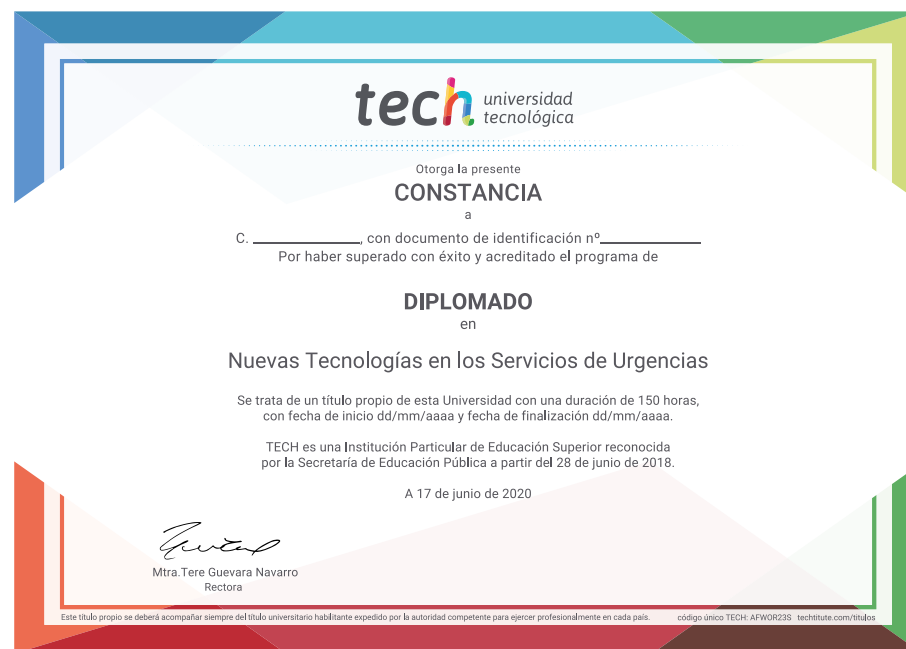 tech universidad
tecnológica
Otorga la presente
CONSTANCIA
a
C. ____________, con documento de identificación nº____________
Por haber superado con éxito y acreditado el programa de
DIPLOMADO
en
Nuevas Tecnologías en los Servicios de Urgencias
Se trata de un título propio de esta Universidad con una duración de 150 horas,
con fecha de inicio dd/mm/aaaa y fecha de finalización dd/mm/aaaa.
TECH es una Institución Particular de Educación Superior reconocida
por la Secretaría de Educación Pública a partir del 28 de junio de 2018.
A 17 de junio de 2020
Mtra.Tere Guevara Navarro
Rectora
Este título propio se deberá acompañar siempre del título universitario habilitante expedido por la autoridad competente para ejercer profesionalmente en cada país. código único TECH: AFWOR23S techtitute.com/titulos